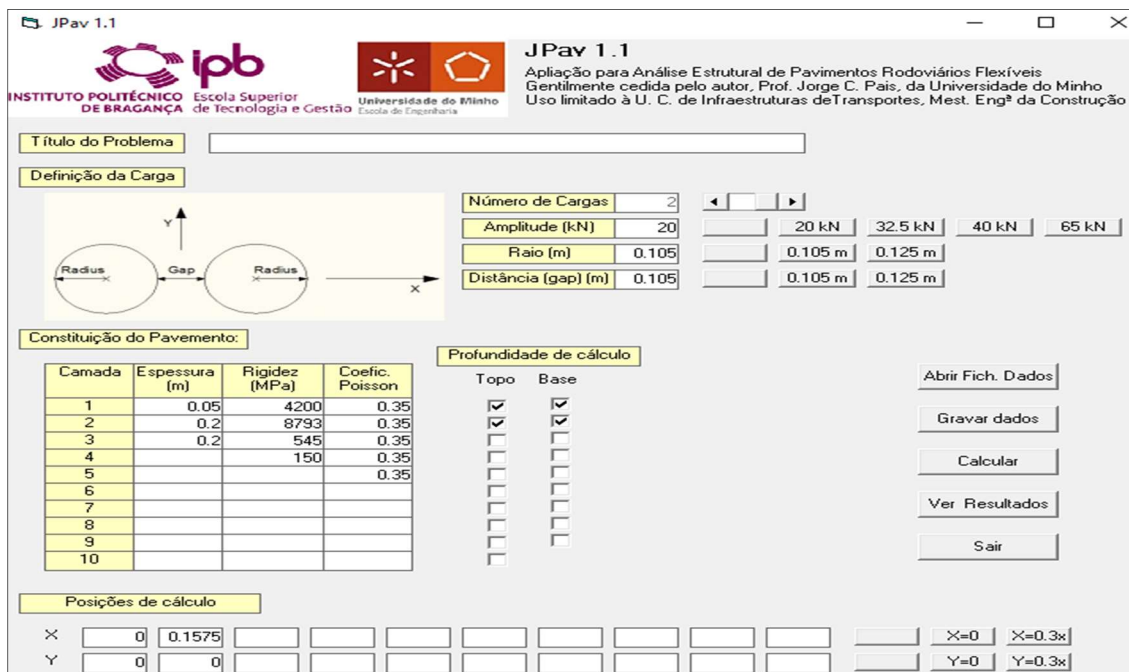 JPav 1.1
ipb
INSTITUTO POLITÉCNICO DE BRAGANÇA
Escola Superior de Tecnologia e Gestão
Universidade do Minho
Escola de Engenharia
JPav 1.1
Apliação para Análise Estrutural de Pavimentos Rodoviários Flexíveis
Gentilmente cedida pelo autor, Prof. Jorge C. Pais, da Universidade do Minho
Uso limitado à U. C. de Infraestruturas deTransportes, Mest. Engª da Construção
Título do Problema
Definição da Carga
Y
Radius
Gap
Radius
X
Número de Cargas 2
Amplitude (kN) 20 20 kN 32.5 kN 40 kN 65 kN
Raio (m) 0.105 0.105 m 0.125 m
Distância (gap) (m) 0.105 0.105 m 0.125 m
Constituição do Pavemento:
Camada Espessura (m) Rigidez (MPa) Coefic. Poisson
1 0.05 4200 0.35
2 0.2 8793 0.35
3 0.2 545 0.35
4 150 0.35
5 0.35
6
7
8
9
10
Profundidade de cálculo
Topo Base
Abrir Fich. Dados
Gravar dados
Calcular
Ver Resultados
Sair
Posições de cálculo
X 0 0.1575 X=0 X=0.3x
Y 0 0 Y=0 Y=0.3x